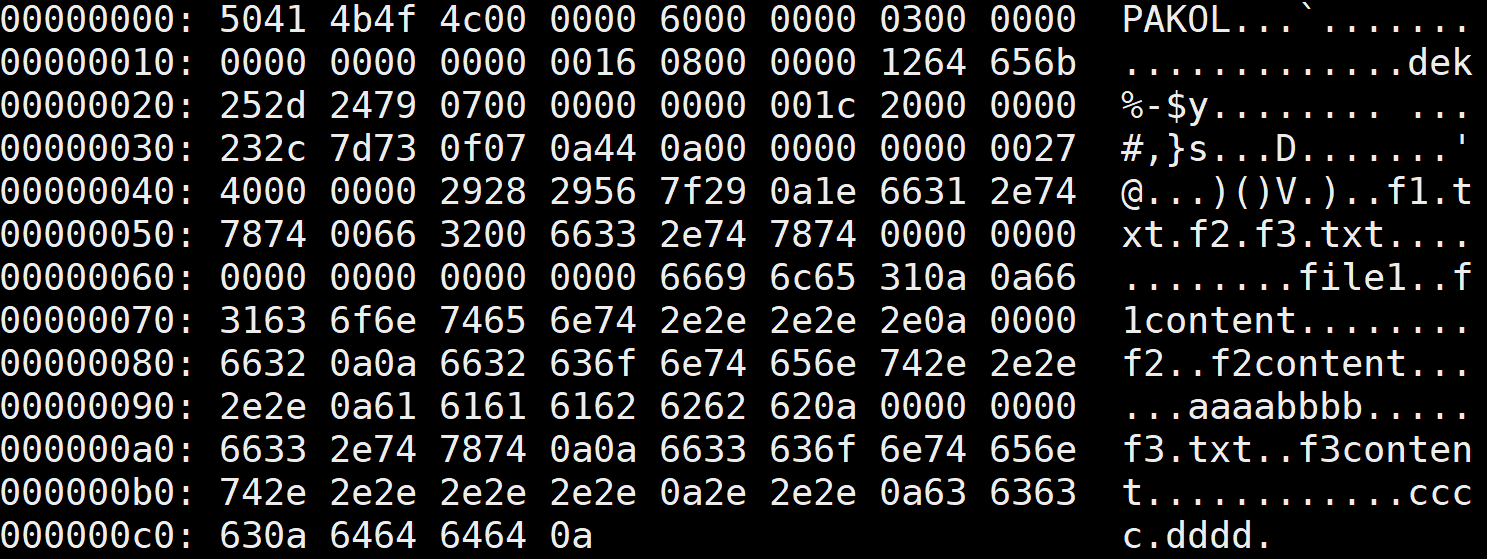 00000000: 5041 4b4f 4c00 0000 6000 0000 0300 0000  PAKOL...`.......
00000010: 0000 0000 0000 0016 0800 0000 1264 656b  .............dek
00000020: 252d 2479 0700 0000 0000 001c 2000 0000  %-$y........ ...
00000030: 232c 7d73 0f07 0a44 0a00 0000 0000 0027  #,}s...D.......'
00000040: 4000 0000 2928 2956 7f29 0a1e 6631 2e74  @...)()V.)..f1.t
00000050: 7874 0066 3200 6633 2e74 7874 0000 0000  xt.f2.f3.txt....
00000060: 0000 0000 0000 0000 6669 6c65 310a 0a66  ........file1..f
00000070: 3163 6f6e 7465 6e74 2e2e 2e2e 2e0a 0000  1content........
00000080: 6632 0a0a 6632 636f 6e74 656e 742e 2e2e  f2..f2content...
00000090: 2e2e 0a61 6161 6162 6262 620a 0000 0000  ...aaaabbbb.....
000000a0: 6633 2e74 7874 0a0a 6633 636f 6e74 656e  f3.txt..f3conten
000000b0: 742e 2e2e 2e2e 2e2e 0a2e 2e2e 0a63 6363  t............ccc
000000c0: 630a 6464 6464 0a  c.dddd.